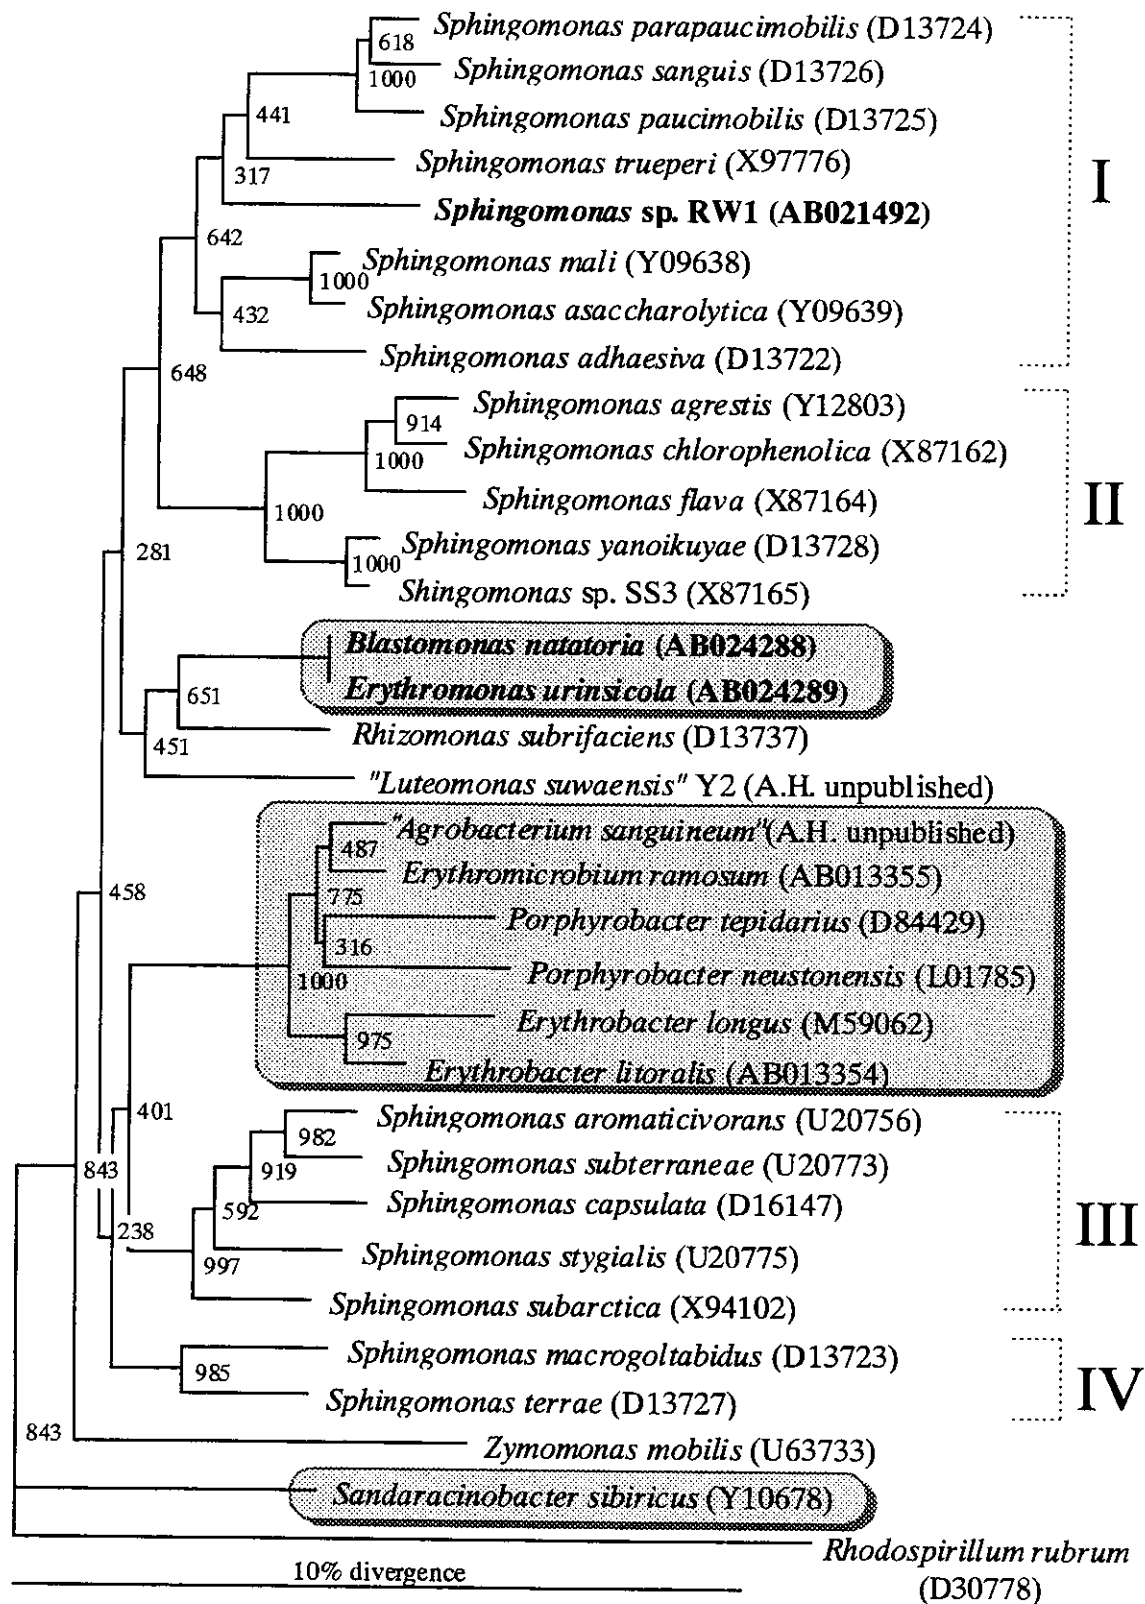 Sphingomonas parapaucimobilis (D13724)
618
Sphingomonas sanguis (D13726)
1000
Sphingomonas paucimobilis (D13725)
441
Sphingomonas trueperi (X97776)
317
I
Sphingomonas sp. RW1 (AB021492)
642
Sphingomonas mali (Y09638)
1000
Sphingomonas asaccharolytica (Y09639)
432
Sphingomonas adhaesiva (D13722)
648
Sphingomonas agrestis (Y12803)
914
Sphingomonas chlorophenolica (X87162)
1000
Sphingomonas flava (X87164)
II
1000
Sphingomonas yanoikuyae (D13728)
281
1000
Shingomonas sp. SS3 (X87165)
Blastomonas natatoria (AB024288)
Erythromonas urinsicola (AB024289)
651
Rhizomonas subrifaciens (D13737)
451
"Luteomonas suwaensis" Y2 (A.H. unpublished)
"Agrobacterium sanguineum"(A.H. unpublished)
487
Erythromicrobium ramosum (AB013355)
458
775
Porphyrobacter tepidarius (D84429)
316
Porphyrobacter neustonensis (L01785)
1000
Erythrobacter longus (M59062)
975
Erythrobacter litoralis (AB013354)
401
Sphingomonas aromaticivorans (U20756)
982
Sphingomonas subterraneae (U20773)
843
919
Sphingomonas capsulata (D16147)
592
III
238
Sphingomonas stygialis (U20775)
997
Sphingomonas subarctica (X94102)
Sphingomonas macrogoltabidus (D13723)
985
IV
Sphingomonas terrae (D13727)
843
Zymomonas mobilis (U63733)
Sandaracinobacter sibiricus (Y10678)
Rhodospirillum rubrum
(D30778)
10% divergence